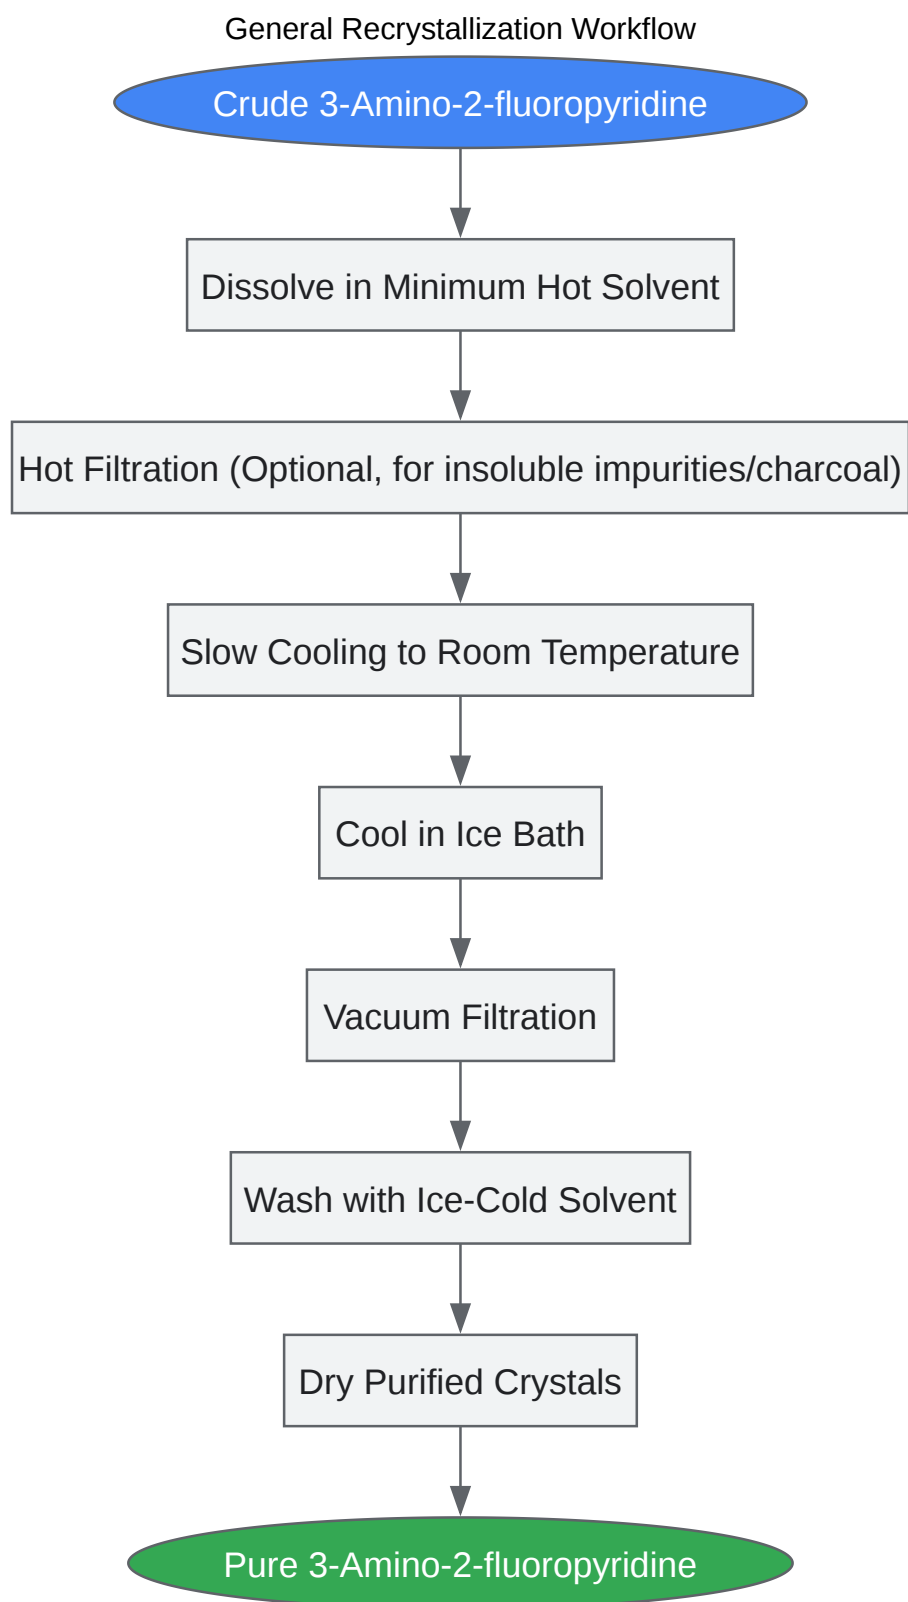 General Recrystallization Workflow
Crude 3-Amino-2-fluoropyridine
Dissolve in Minimum Hot Solvent
Hot Filtration (Optional, for insoluble impurities/charcoal)
Slow Cooling to Room Temperature
Cool in Ice Bath
Vacuum Filtration
Wash with Ice-Cold Solvent
Dry Purified Crystals
Pure 3-Amino-2-fluoropyridine